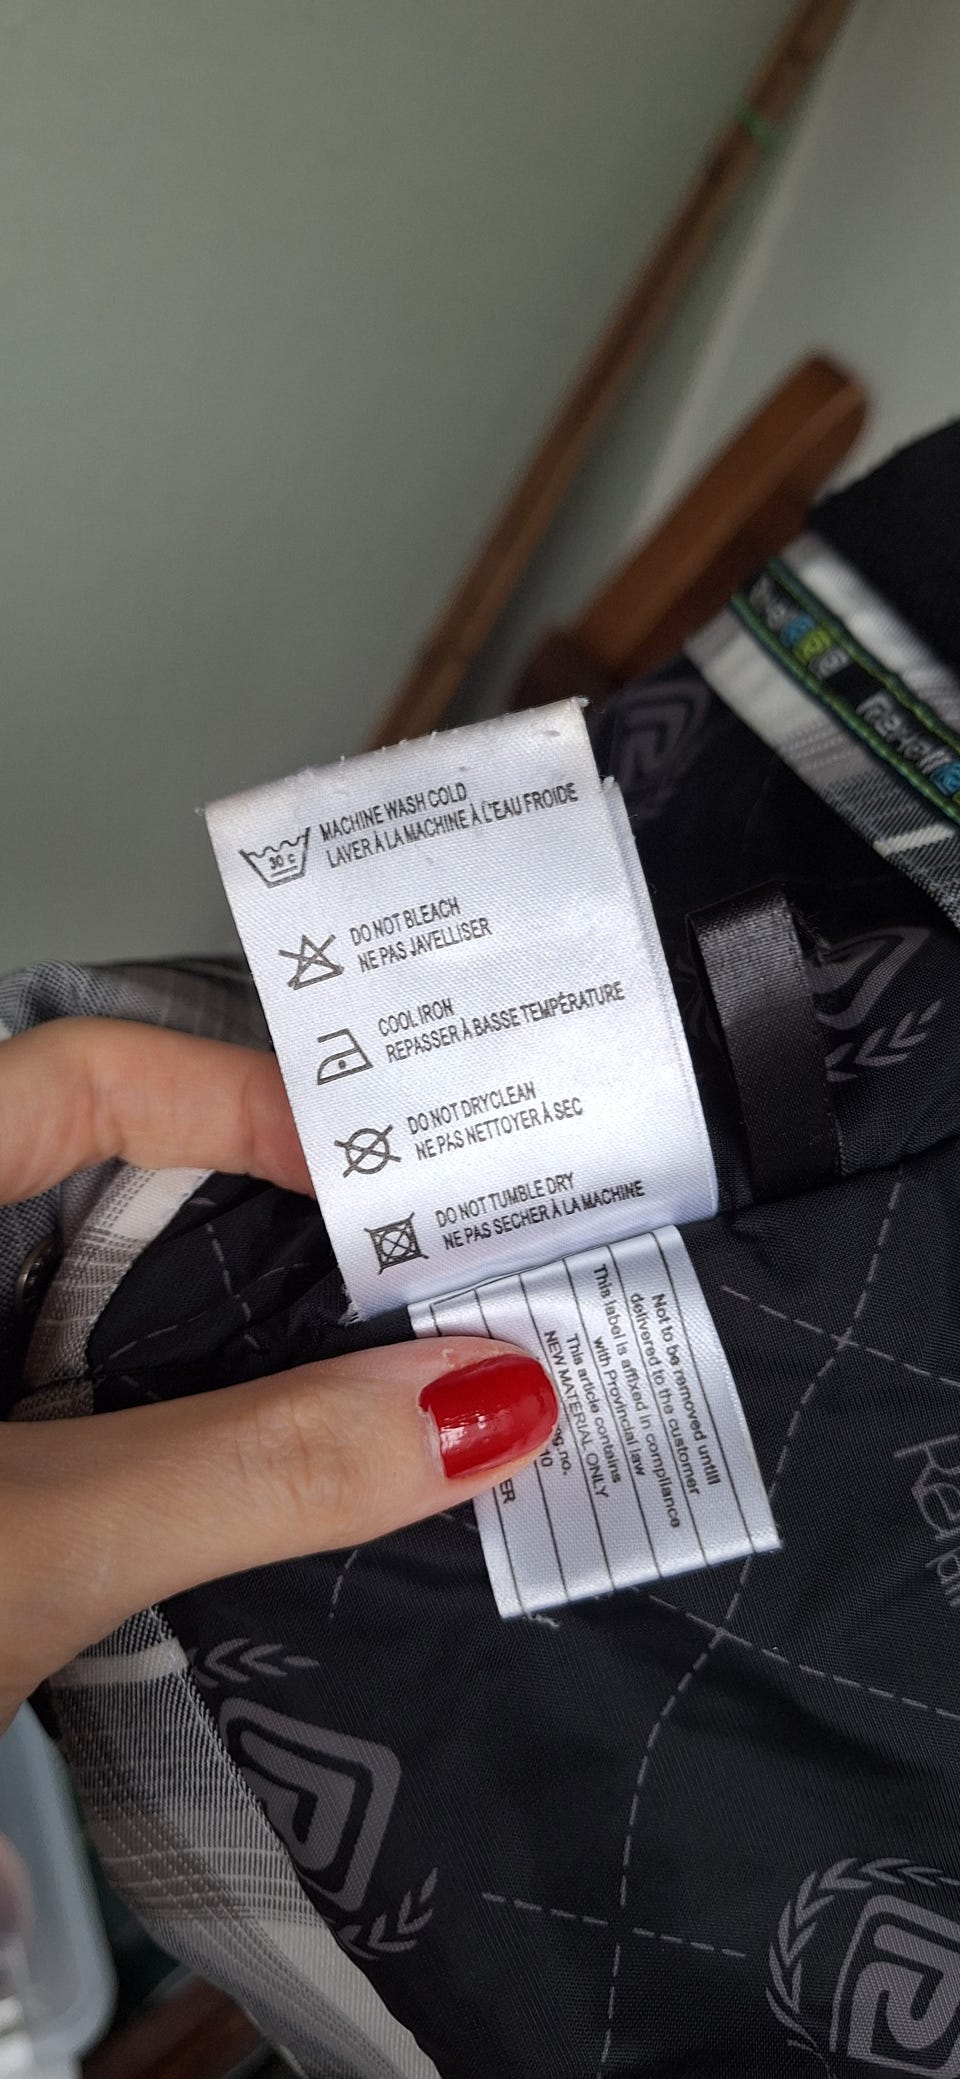 30 c
MACHINE WASH COLD
LAVER À LA MACHINE À L'EAU FROIDE
DO NOT BLEACH
NE PAS JAVELLISER
COOL IRON
REPASSER À BASSE TEMPÉRATURE
DO NOT DRYCLEAN
NE PAS NETTOYER À SEC
DO NOT TUMBLE DRY
NE PAS SECHER À LA MACHINE
Not to be removed untill
delivered to the customer
This label is affixed in compliance
with Provincial law
This article contains
NEW MATERIAL ONLY